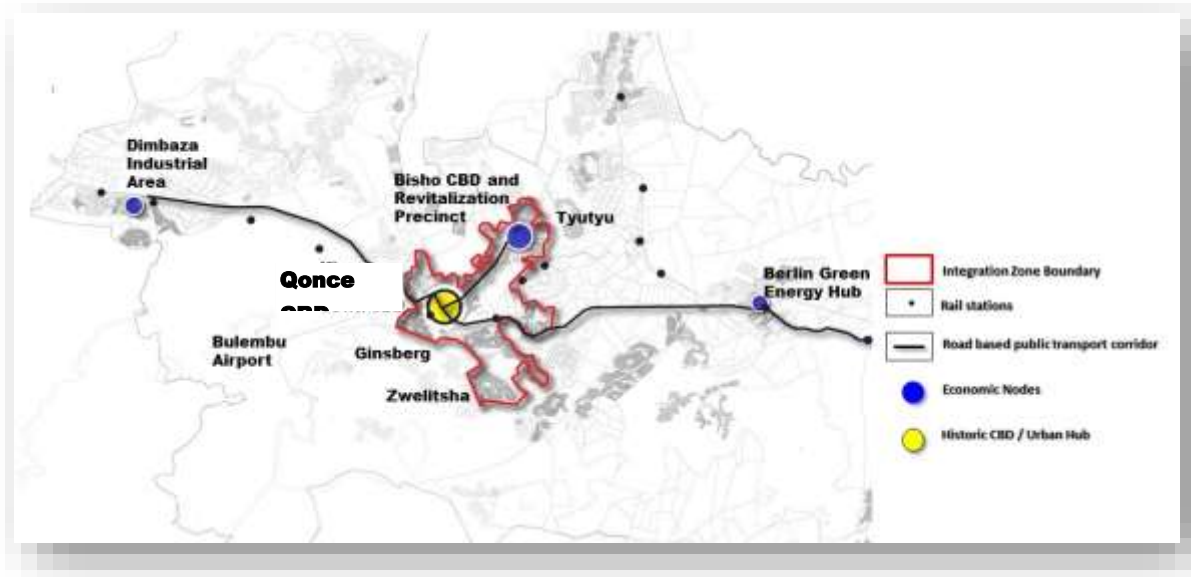 Dimbaza
Industrial
Area
Bisho CBD and
Revitalization
Precinct
Tyutyu
Qonce
Berlin Green
Energy Hub
Bulembu
Airport
Ginsberg
Zwelitsha
Integration Zone Boundary
Rail stations
Road based public transport corridor
Economic Nodes
Historic CBD / Urban Hub